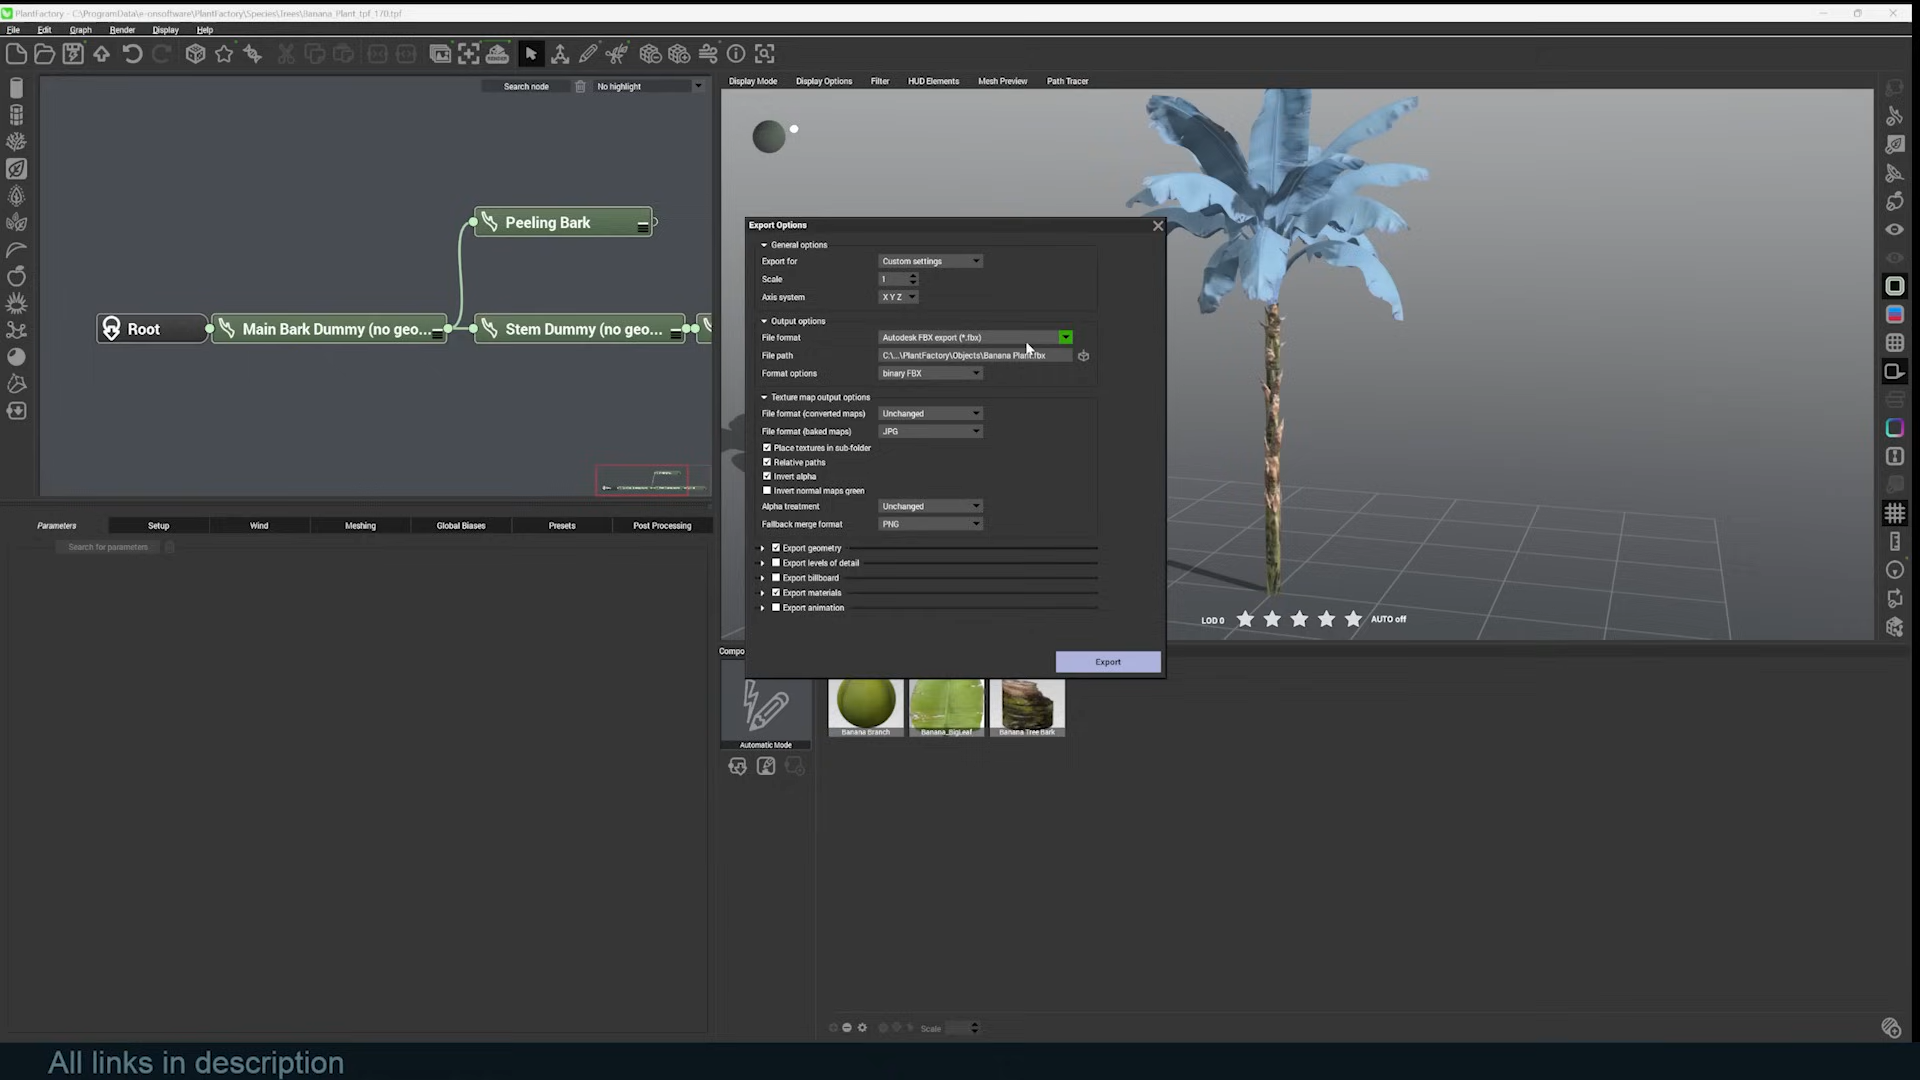 PlantFactory - C:\ProgramData\e-onsoftware\PlantFactory\Species\Trees\Banana_Plant_tpf_170.tpf
File Edit Graph Render Display Help
Search node No highlight
Display Mode Display Options Filter HUD Elements Mesh Preview Path Tracer
Peeling Bark
Root
Main Bark Dummy (no geo...
Stem Dummy (no geo...
Export Options
General options
Export for Custom settings
Scale 1
Axis system X Y Z
Output options
File format Autodesk FBX export (*.fbx)
File path C:\...\PlantFactory\Objects\Banana Plant.fbx
Format options binary FBX
Texture map output options
File format (converted maps) Unchanged
File format (baked maps) JPG
Place textures in sub-folder
Relative paths
Invert alpha
Invert normal maps green
Alpha treatment Unchanged
Fallback merge format PNG
Export geometry
Export levels of detail
Export billboard
Export materials
Export animation
Export
Parameters Setup Wind Meshing Global Biases Presets Post Processing
Search for parameters
LOD 0 AUTO off
Compo
Automatic Mode
Banana Branch Banana_BigLeaf Banana Tree Bark
Scale
All links in description